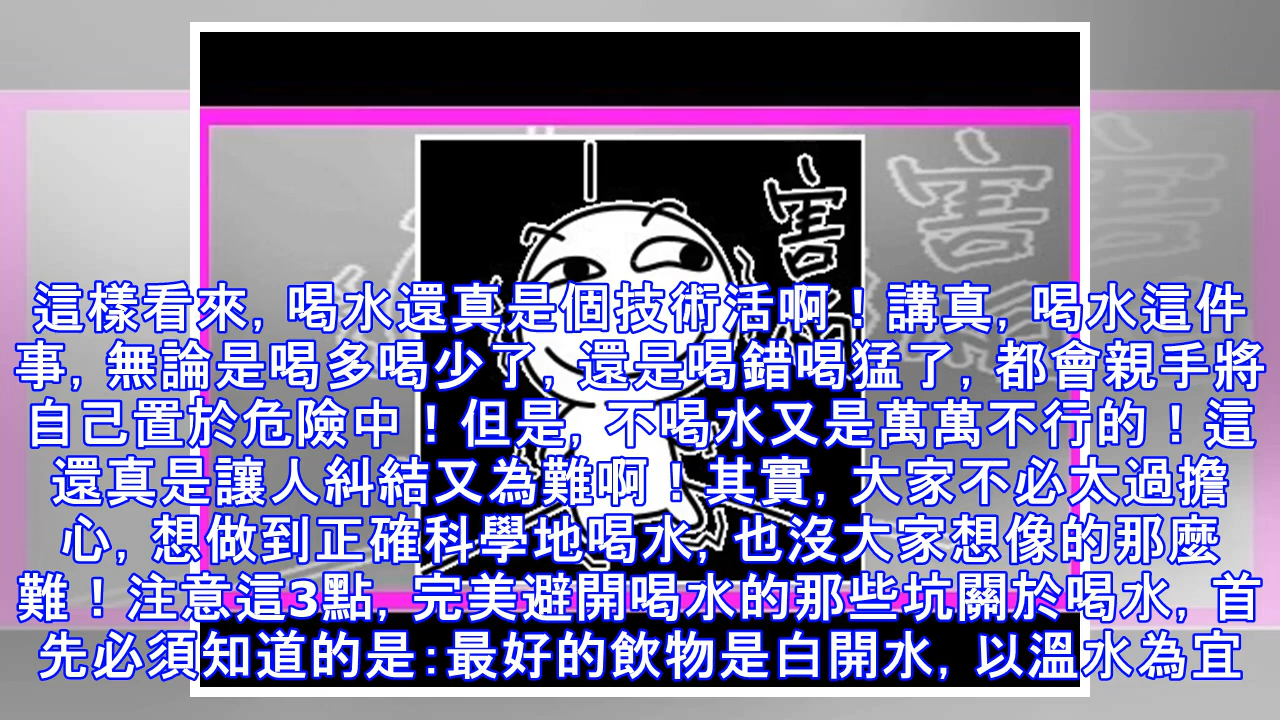 害
害
害
這樣看來, 喝水還真是個技術活啊！講真, 喝水這件
事, 無論是喝多喝少了, 還是喝錯喝猛了, 都會親手將
自己置於危險中！但是, 不喝水又是萬萬不行的！這
還真是讓人糾結又為難啊！其實, 大家不必太過擔
心, 想做到正確科學地喝水, 也沒大家想像的那麼
難！注意這3點, 完美避開喝水的那些坑關於喝水, 首
先必須知道的是:最好的飲物是白開水, 以溫水為宜